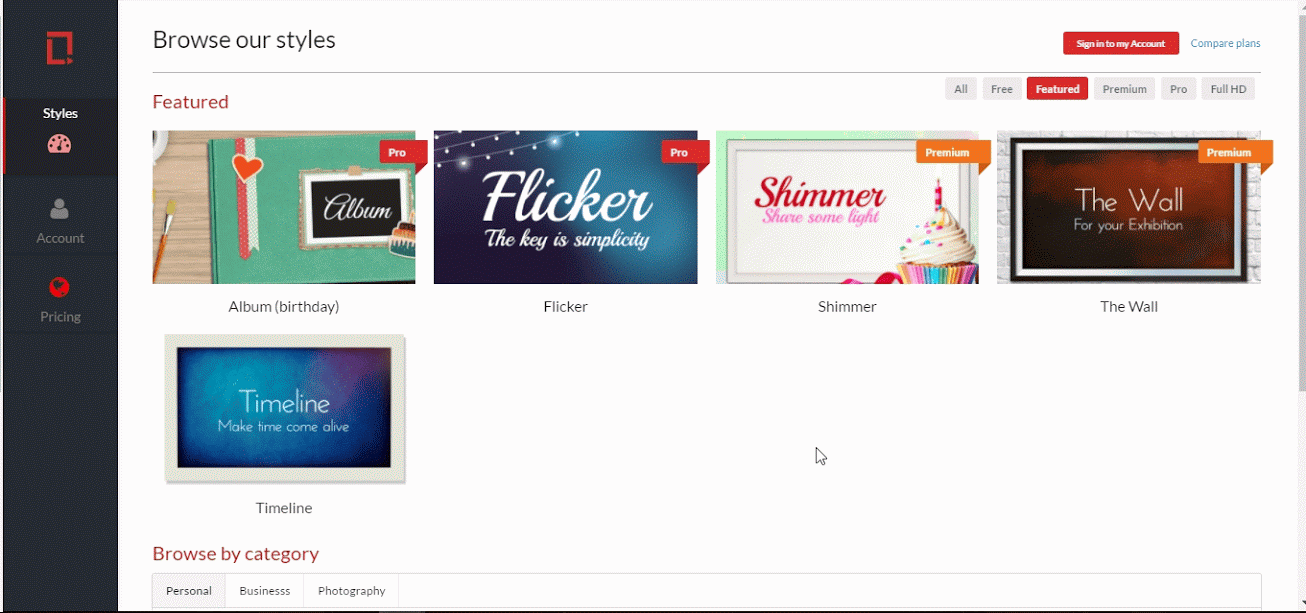 Browse our styles
Sign in to my Account
Compare plans
Styles
Account
Pricing
All
Free
Featured
Premium
Pro
Full HD
Featured
Pro
Album
Album (birthday)
Pro
Flicker
The key is simplicity
Flicker
Premium
Shimmer
Share some light
Shimmer
Premium
The Wall
For your Exhibition
The Wall
Timeline
Make time come alive
Timeline
Browse by category
Personal
Businesss
Photography